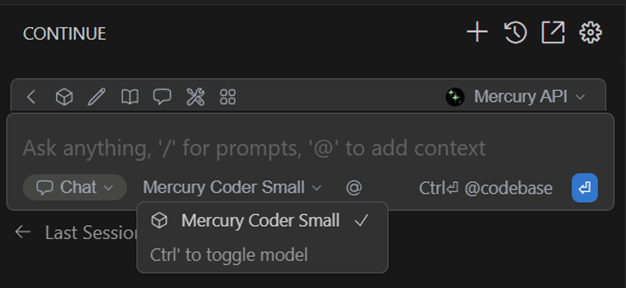 CONTINUE
Mercury API
Ask anything, '/' for prompts, '@' to add context
Chat Mercury Coder Small @ Ctrl⏎ @codebase
Mercury Coder Small
Last Session
Ctrl' to toggle model